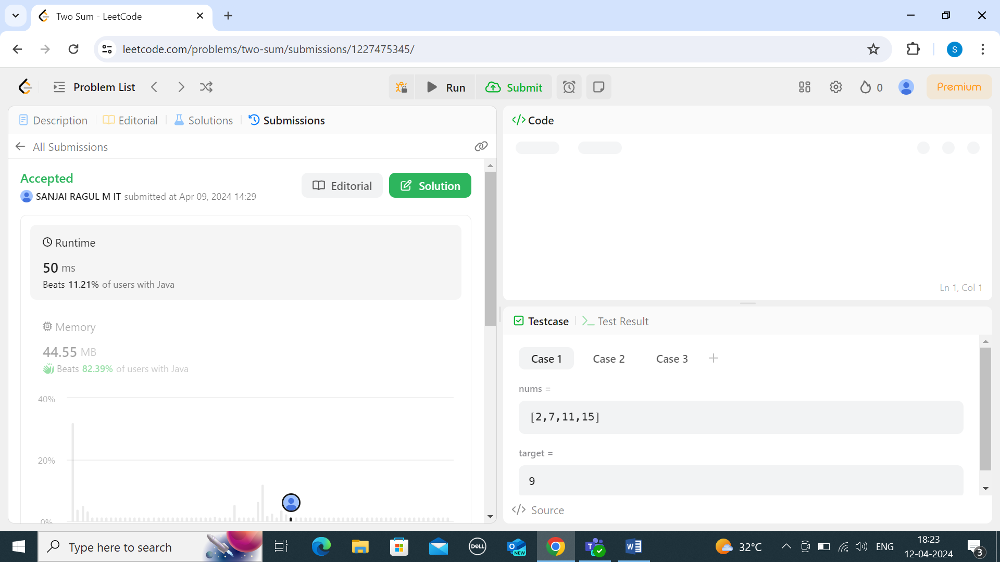 Two Sum - LeetCode
leetcode.com/problems/two-sum/submissions/1227475345/
S
Problem List
Run
Submit
0
Premium
Description
Editorial
Solutions
Submissions
All Submissions
Accepted
SANJAI RAGUL M IT submitted at Apr 09, 2024 14:29
Editorial
Solution
Runtime
50 ms
Beats 11.21% of users with Java
Memory
44.55 MB
Beats 82.39% of users with Java
40%
20%
0%
Code
Ln 1, Col 1
Testcase
Test Result
Case 1
Case 2
Case 3
nums =
[2,7,11,15]
target =
9
Source
Type here to search
DELL
NEW
32°C
ENG
18:23
12-04-2024
3